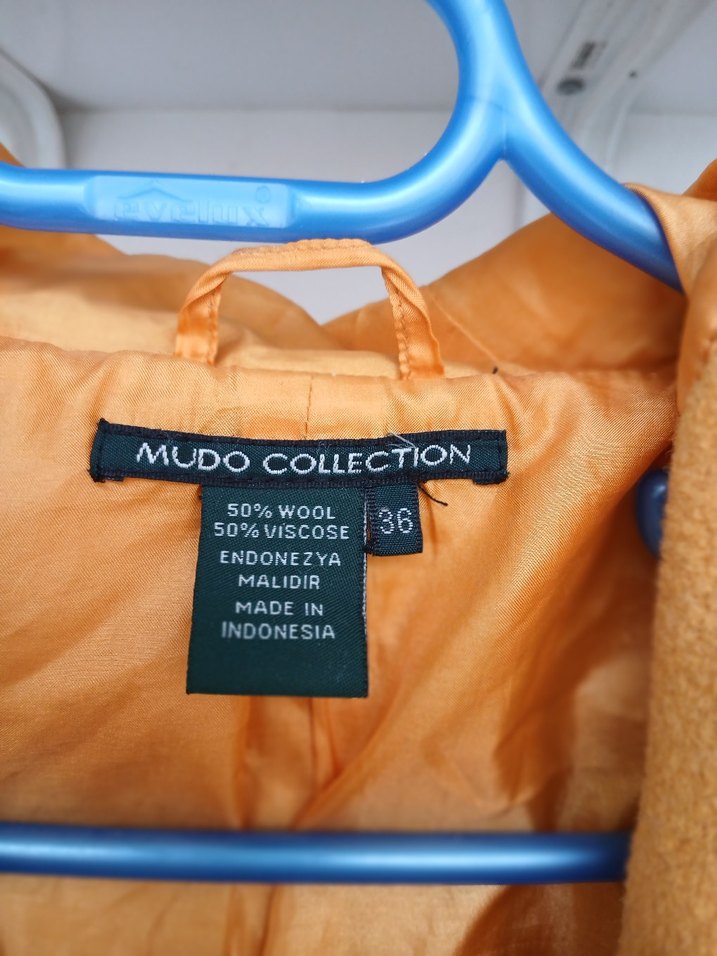 MUDO COLLECTION
50% WOOL
50% VISCOSE
36
ENDONEZYA
MALIDIR
MADE IN
INDONESIA